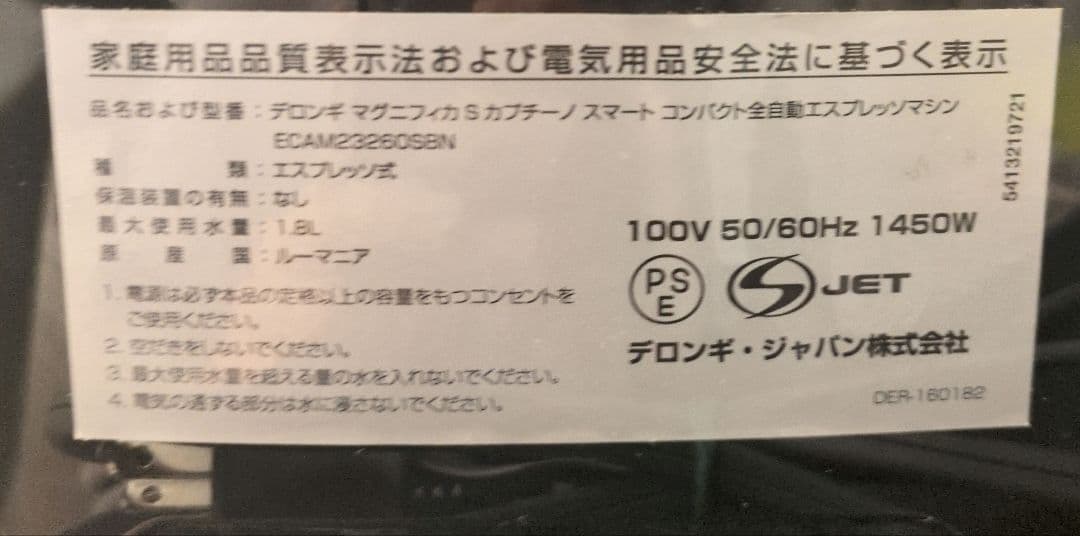 家庭用品品質表示法および電気用品安全法に基づく表示
品名および型番：デロンギ マグニフィカS カプチーノ スマート コンパクト全自動エスプレッソマシン
ECAM23260SBN
種類：エスプレッソ式
保温装置の有無：なし
最大使用水量：1.8L
原産国：ルーマニア
1. 電源は必ず本品の定格以上の容量をもつコンセントを
ご使用ください。
2. 空だきをしないでください。
3. 最大使用水量を超える量の水を入れないでください。
4. 電気の通ずる部分は水に浸さないでください。
100V 50/60Hz 1450W
PS
E
JET
デロンギ・ジャパン株式会社
DER-160182
5413219721